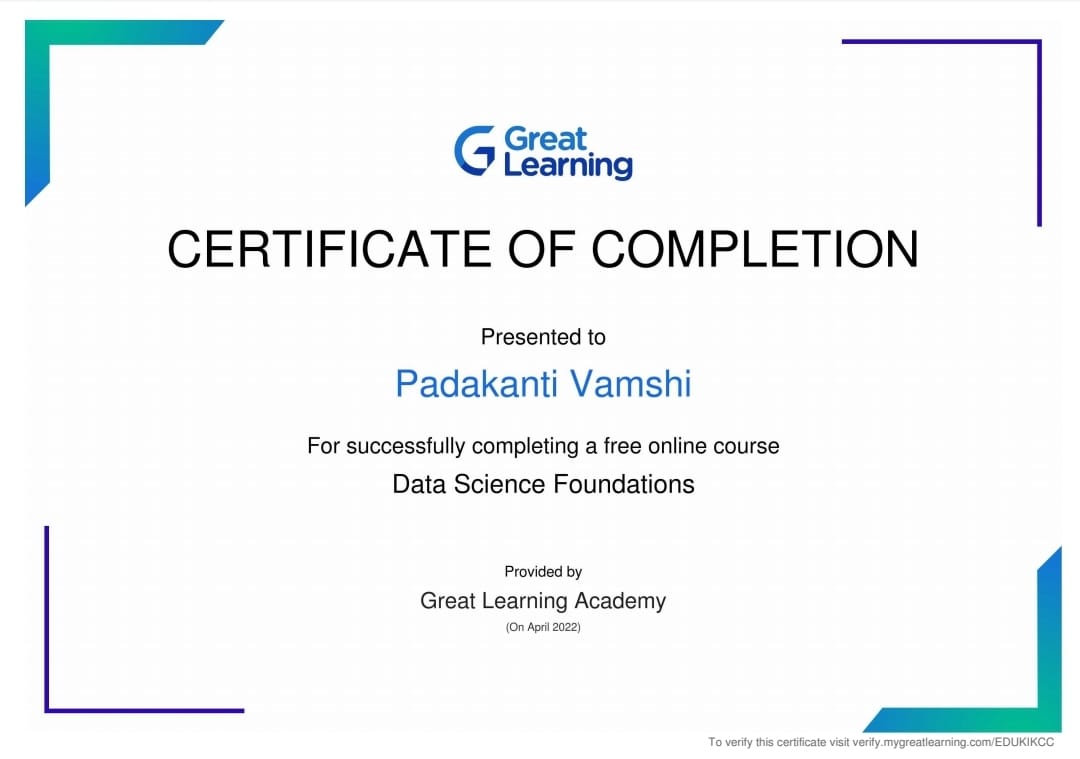 Great
Learning
CERTIFICATE OF COMPLETION
Presented to
Padakanti Vamshi
For successfully completing a free online course
Data Science Foundations
Provided by
Great Learning Academy
(On April 2022)
To verify this certificate visit verify.mygreatlearning.com/EDUKIKCC